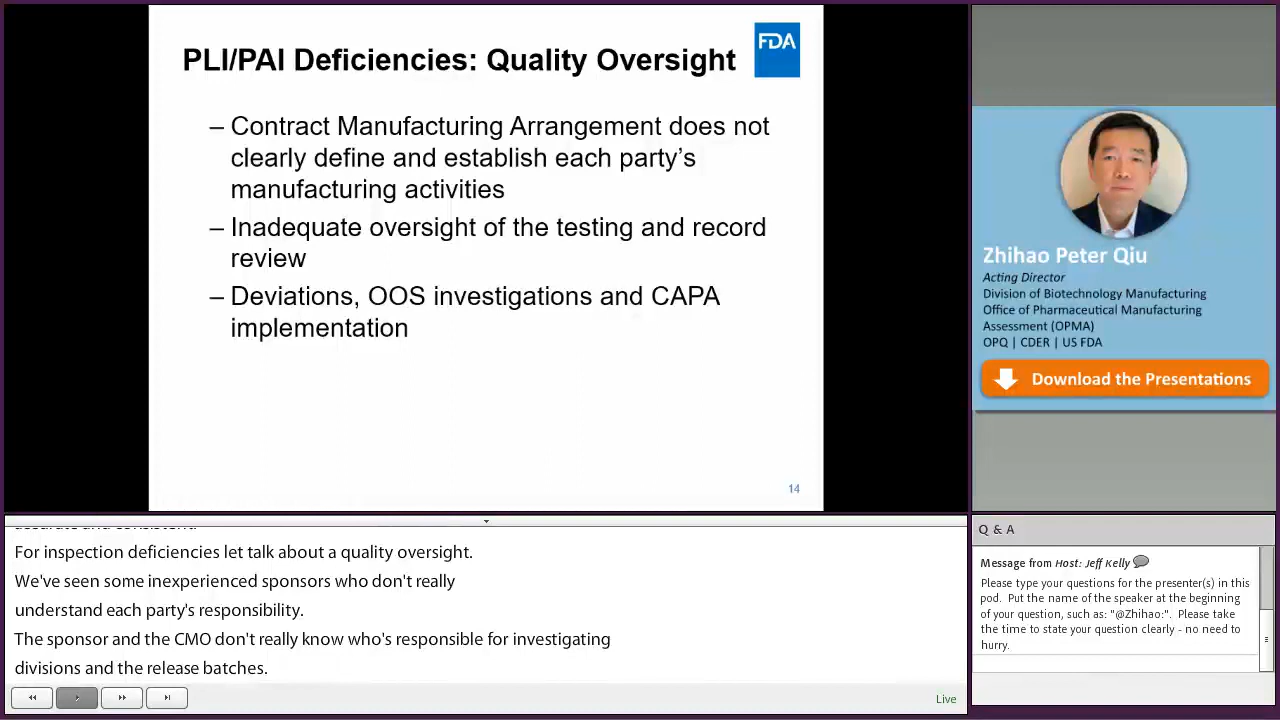 PLI/PAI Deficiencies: Quality Oversight
FDA
– Contract Manufacturing Arrangement does not
clearly define and establish each party’s
manufacturing activities
– Inadequate oversight of the testing and record
review
– Deviations, OOS investigations and CAPA
implementation
14
Zhihao Peter Qiu
Acting Director
Division of Biotechnology Manufacturing
Office of Pharmaceutical Manufacturing
Assessment (OPMA)
OPQ | CDER | US FDA
Download the Presentations
accurate and consistent.
For inspection deficiencies let talk about a quality oversight.
We've seen some inexperienced sponsors who don't really
understand each party's responsibility.
The sponsor and the CMO don't really know who's responsible for investigating
divisions and the release batches.
Live
Q & A
Message from Host: Jeff Kelly
Please type your questions for the presenter(s) in this
pod. Put the name of the speaker at the beginning
of your question, such as: "@Zhihao:". Please take
the time to state your question clearly - no need to
hurry.